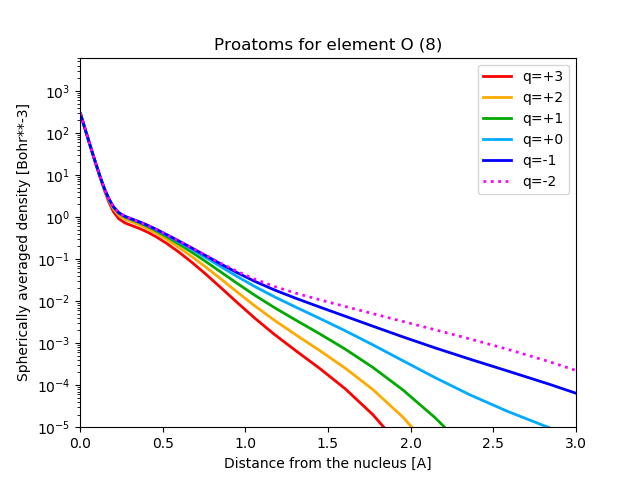 Proatoms for element O (8)
Spherically averaged density [Bohr**-3]
10³
10²
10¹
10⁰
10⁻¹
10⁻²
10⁻³
10⁻⁴
10⁻⁵
q=+3
q=+2
q=+1
q=+0
q=-1
q=-2
0.0 0.5 1.0 1.5 2.0 2.5 3.0
Distance from the nucleus [A]